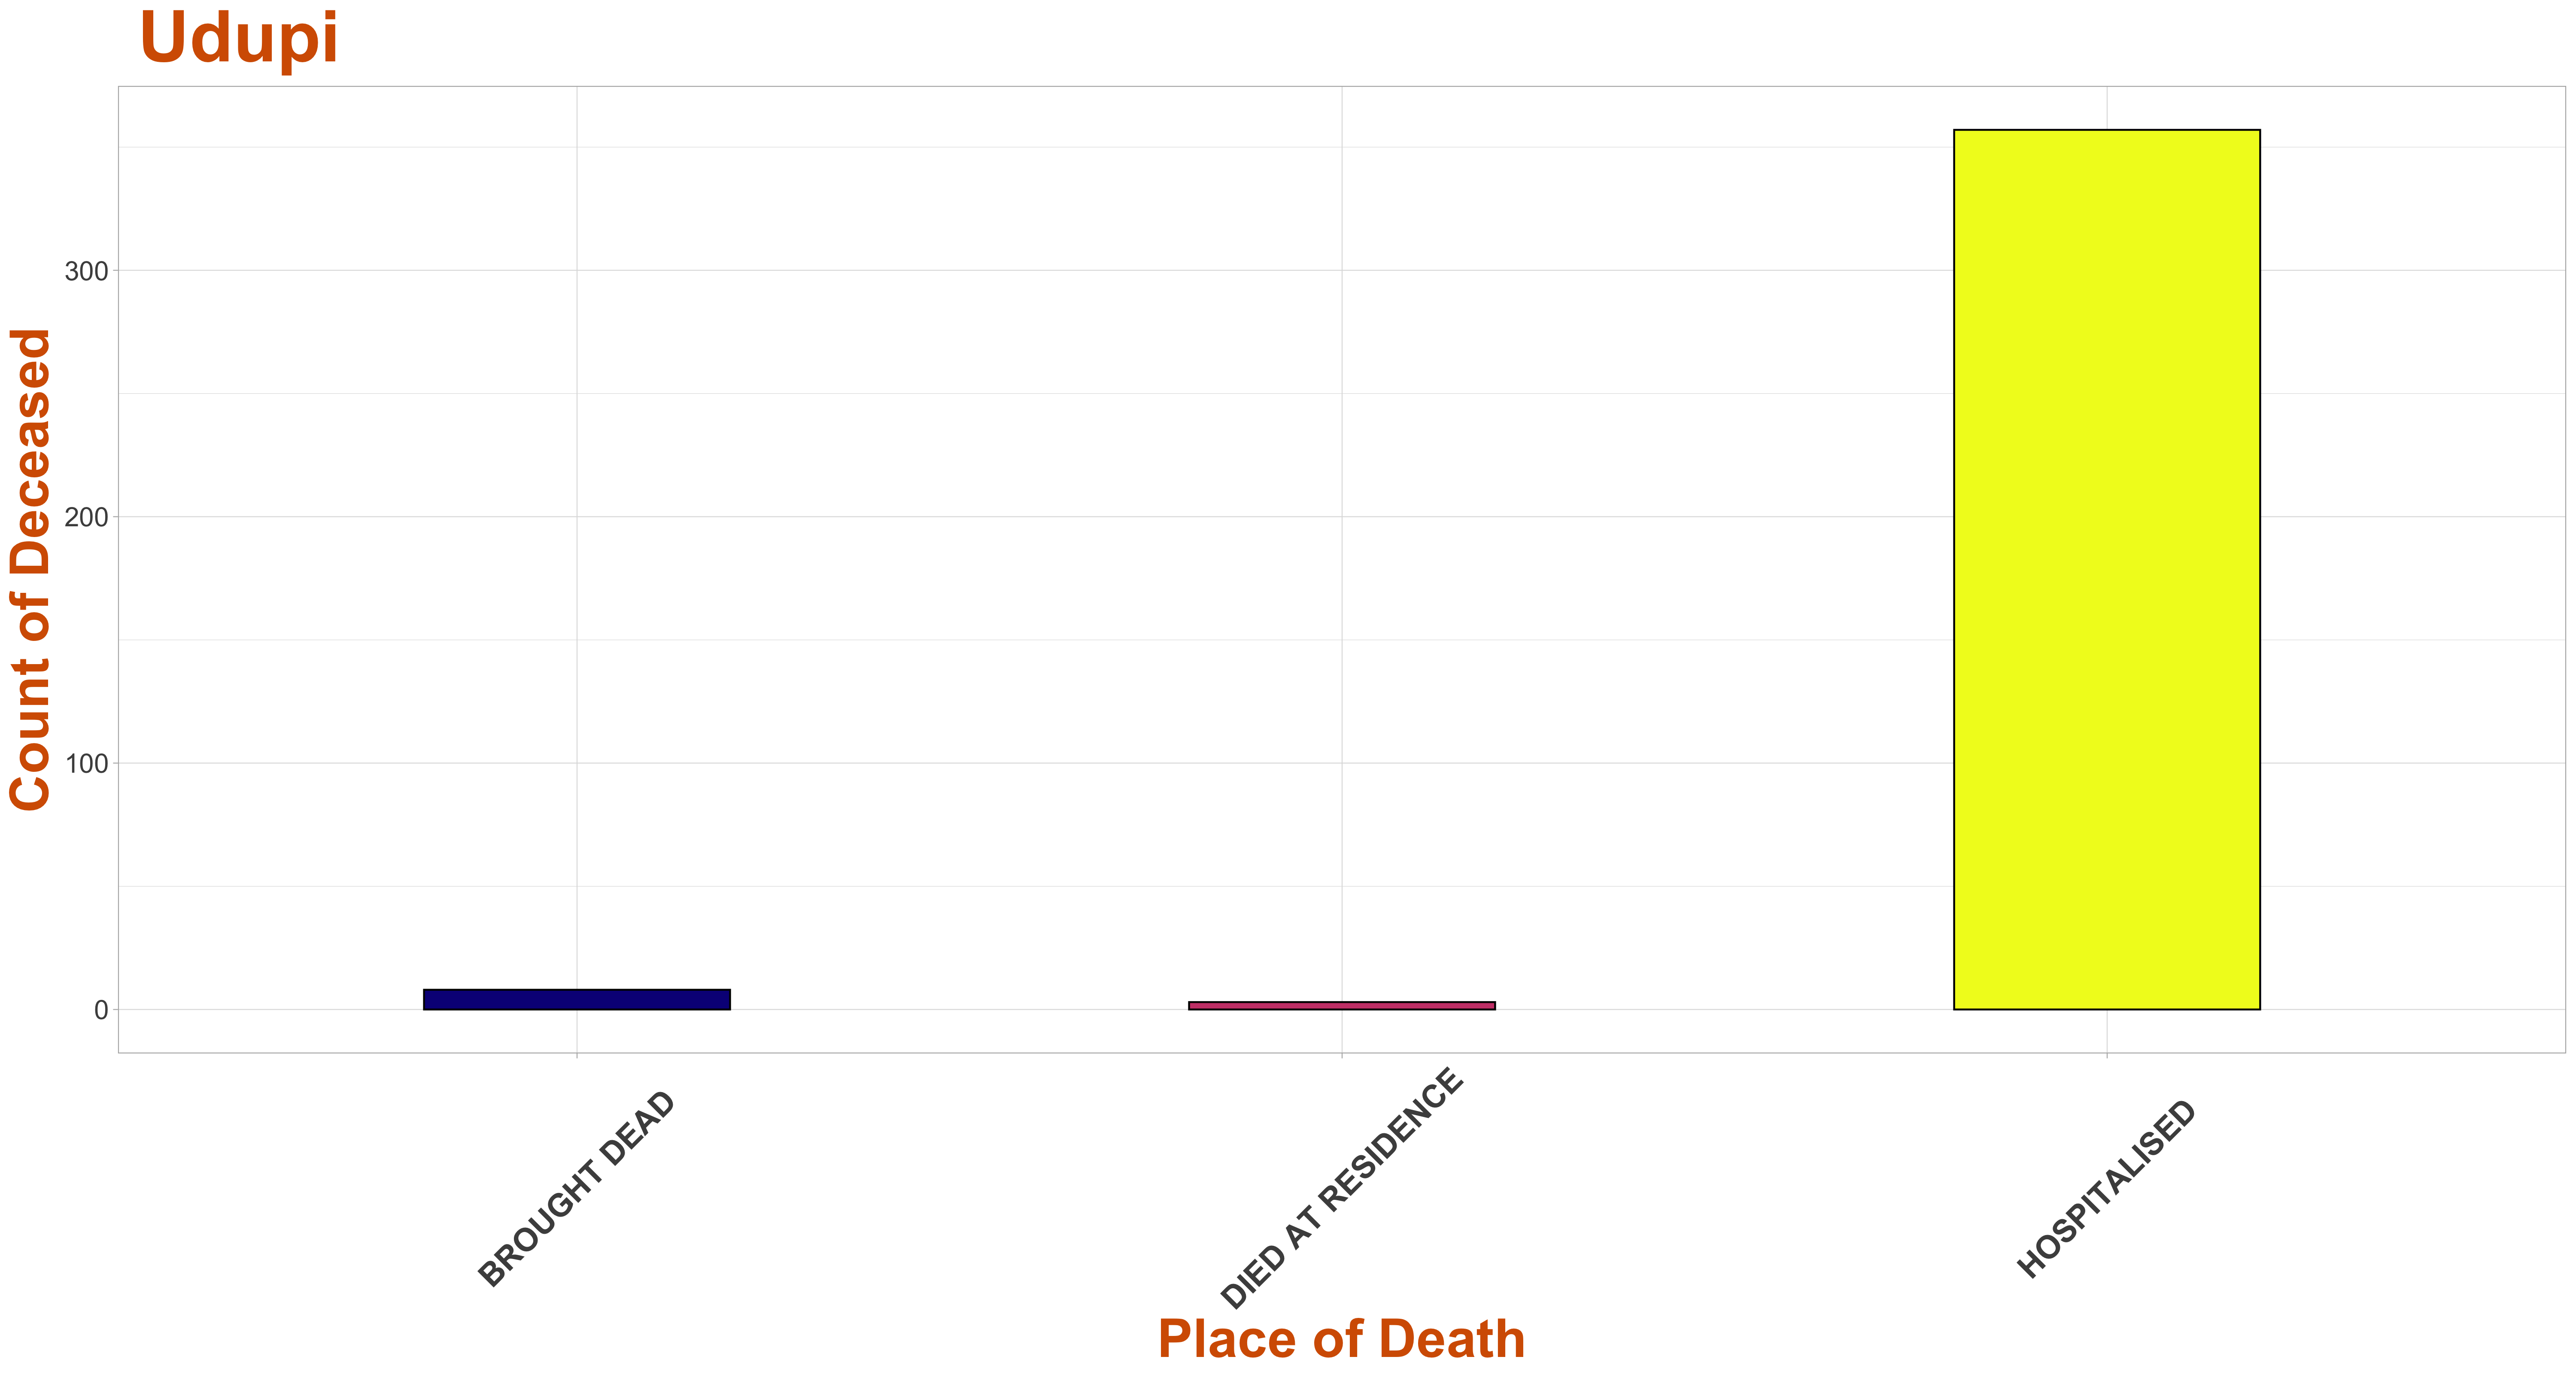 Udupi
Count of Deceased
300
200
100
0
BROUGHT DEAD
DIED AT RESIDENCE
HOSPITALISED
Place of Death